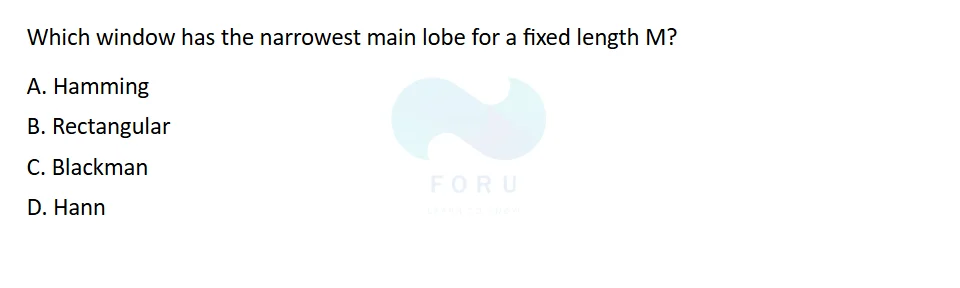 Which window has the narrowest main lobe for a fixed length M?
A. Hamming
B. Rectangular
C. Blackman
D. Hann
FORU